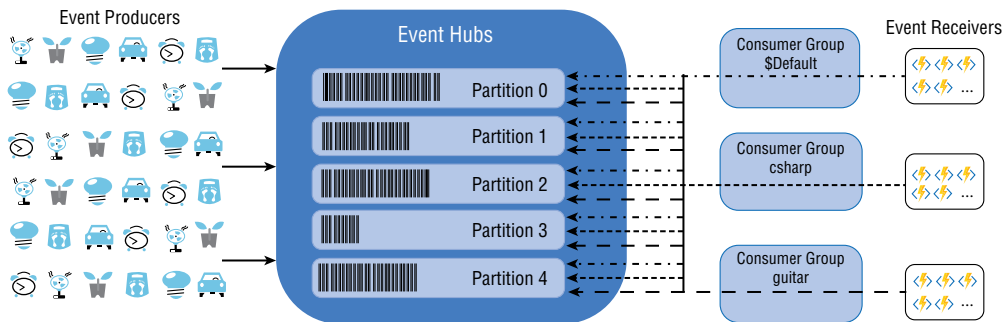 Event Producers
Event Hubs
Partition 0
Partition 1
Partition 2
Partition 3
Partition 4
Consumer Group
$Default
Consumer Group
csharp
Consumer Group
guitar
Event Receivers
...
...
...